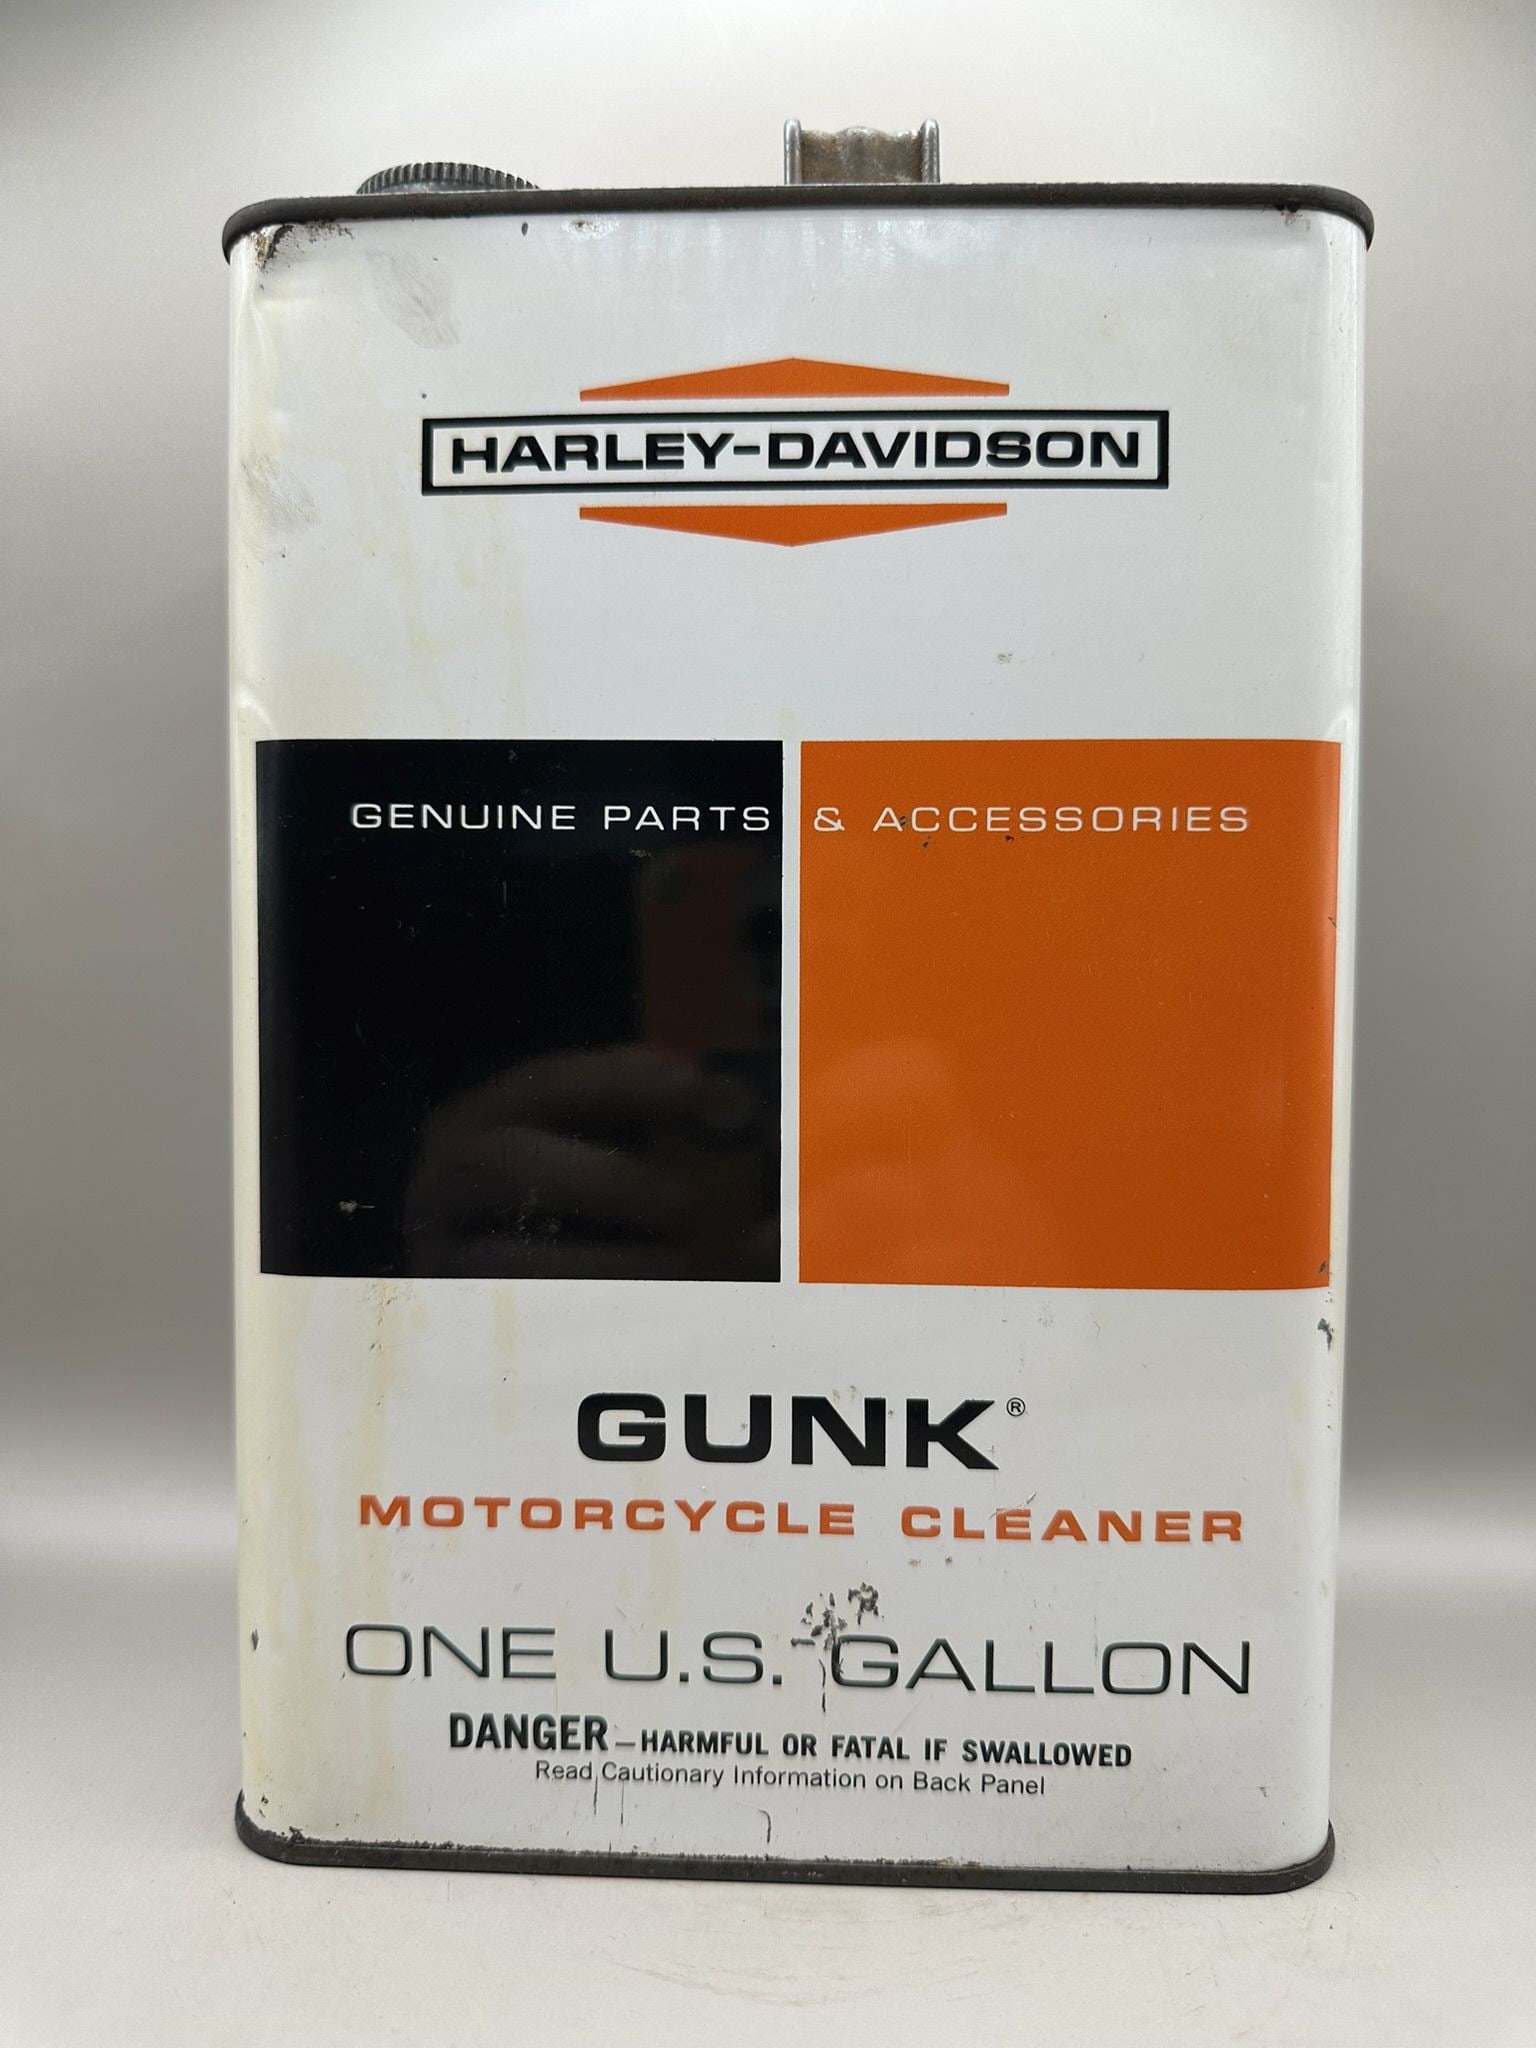 HARLEY-DAVIDSON
GENUINE PARTS & ACCESSORIES
GUNK®
MOTORCYCLE CLEANER
ONE U.S. GALLON
DANGER – HARMFUL OR FATAL IF SWALLOWED
Read Cautionary Information on Back Panel